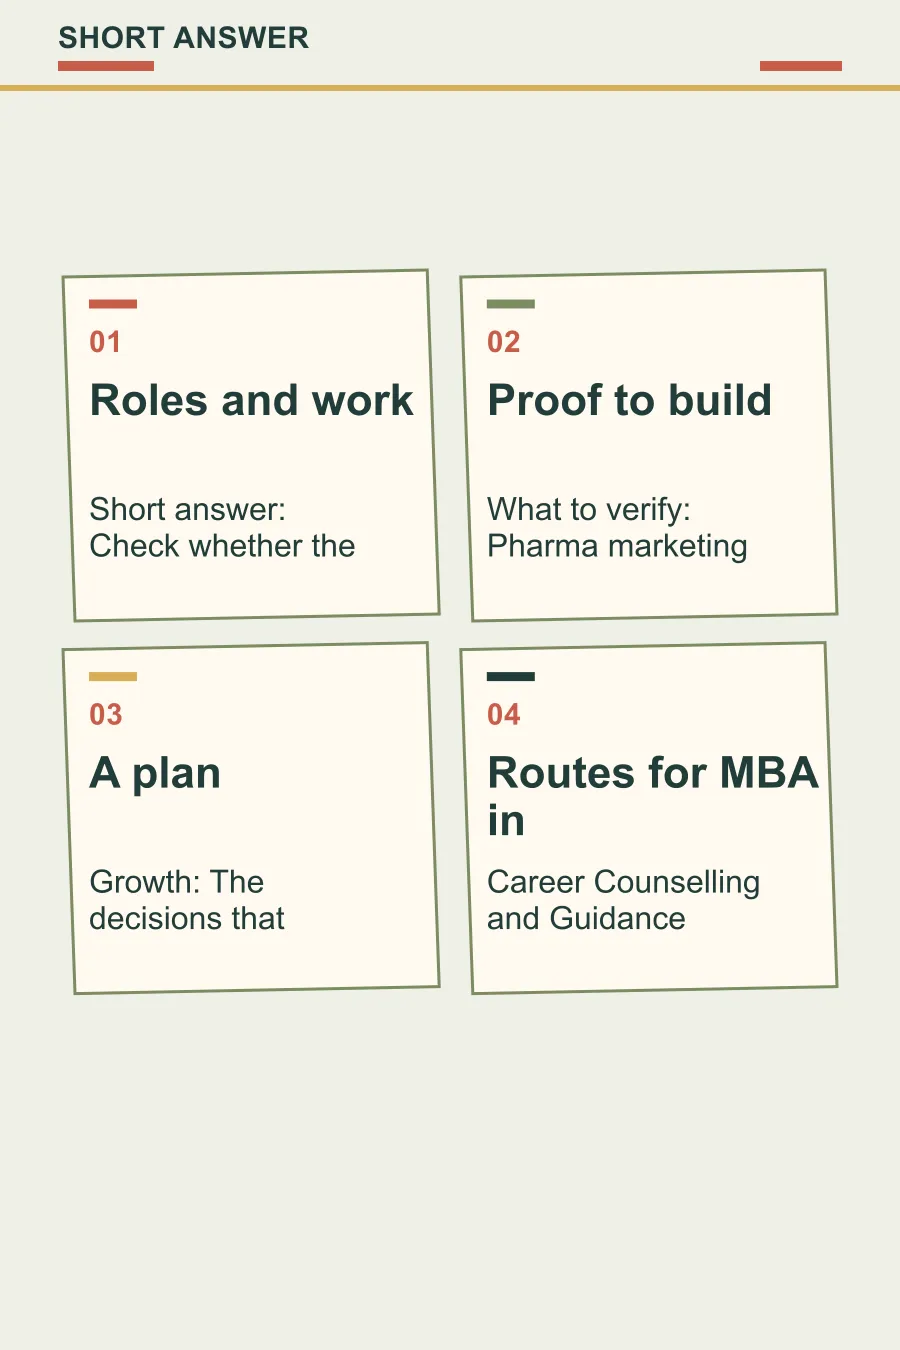 SHORT ANSWER
01
Roles and work
Short answer:
Check whether the
02
Proof to build
What to verify:
Pharma marketing
03
A plan
Growth: The
decisions that
04
Routes for MBA
in
Career Counselling
and Guidance